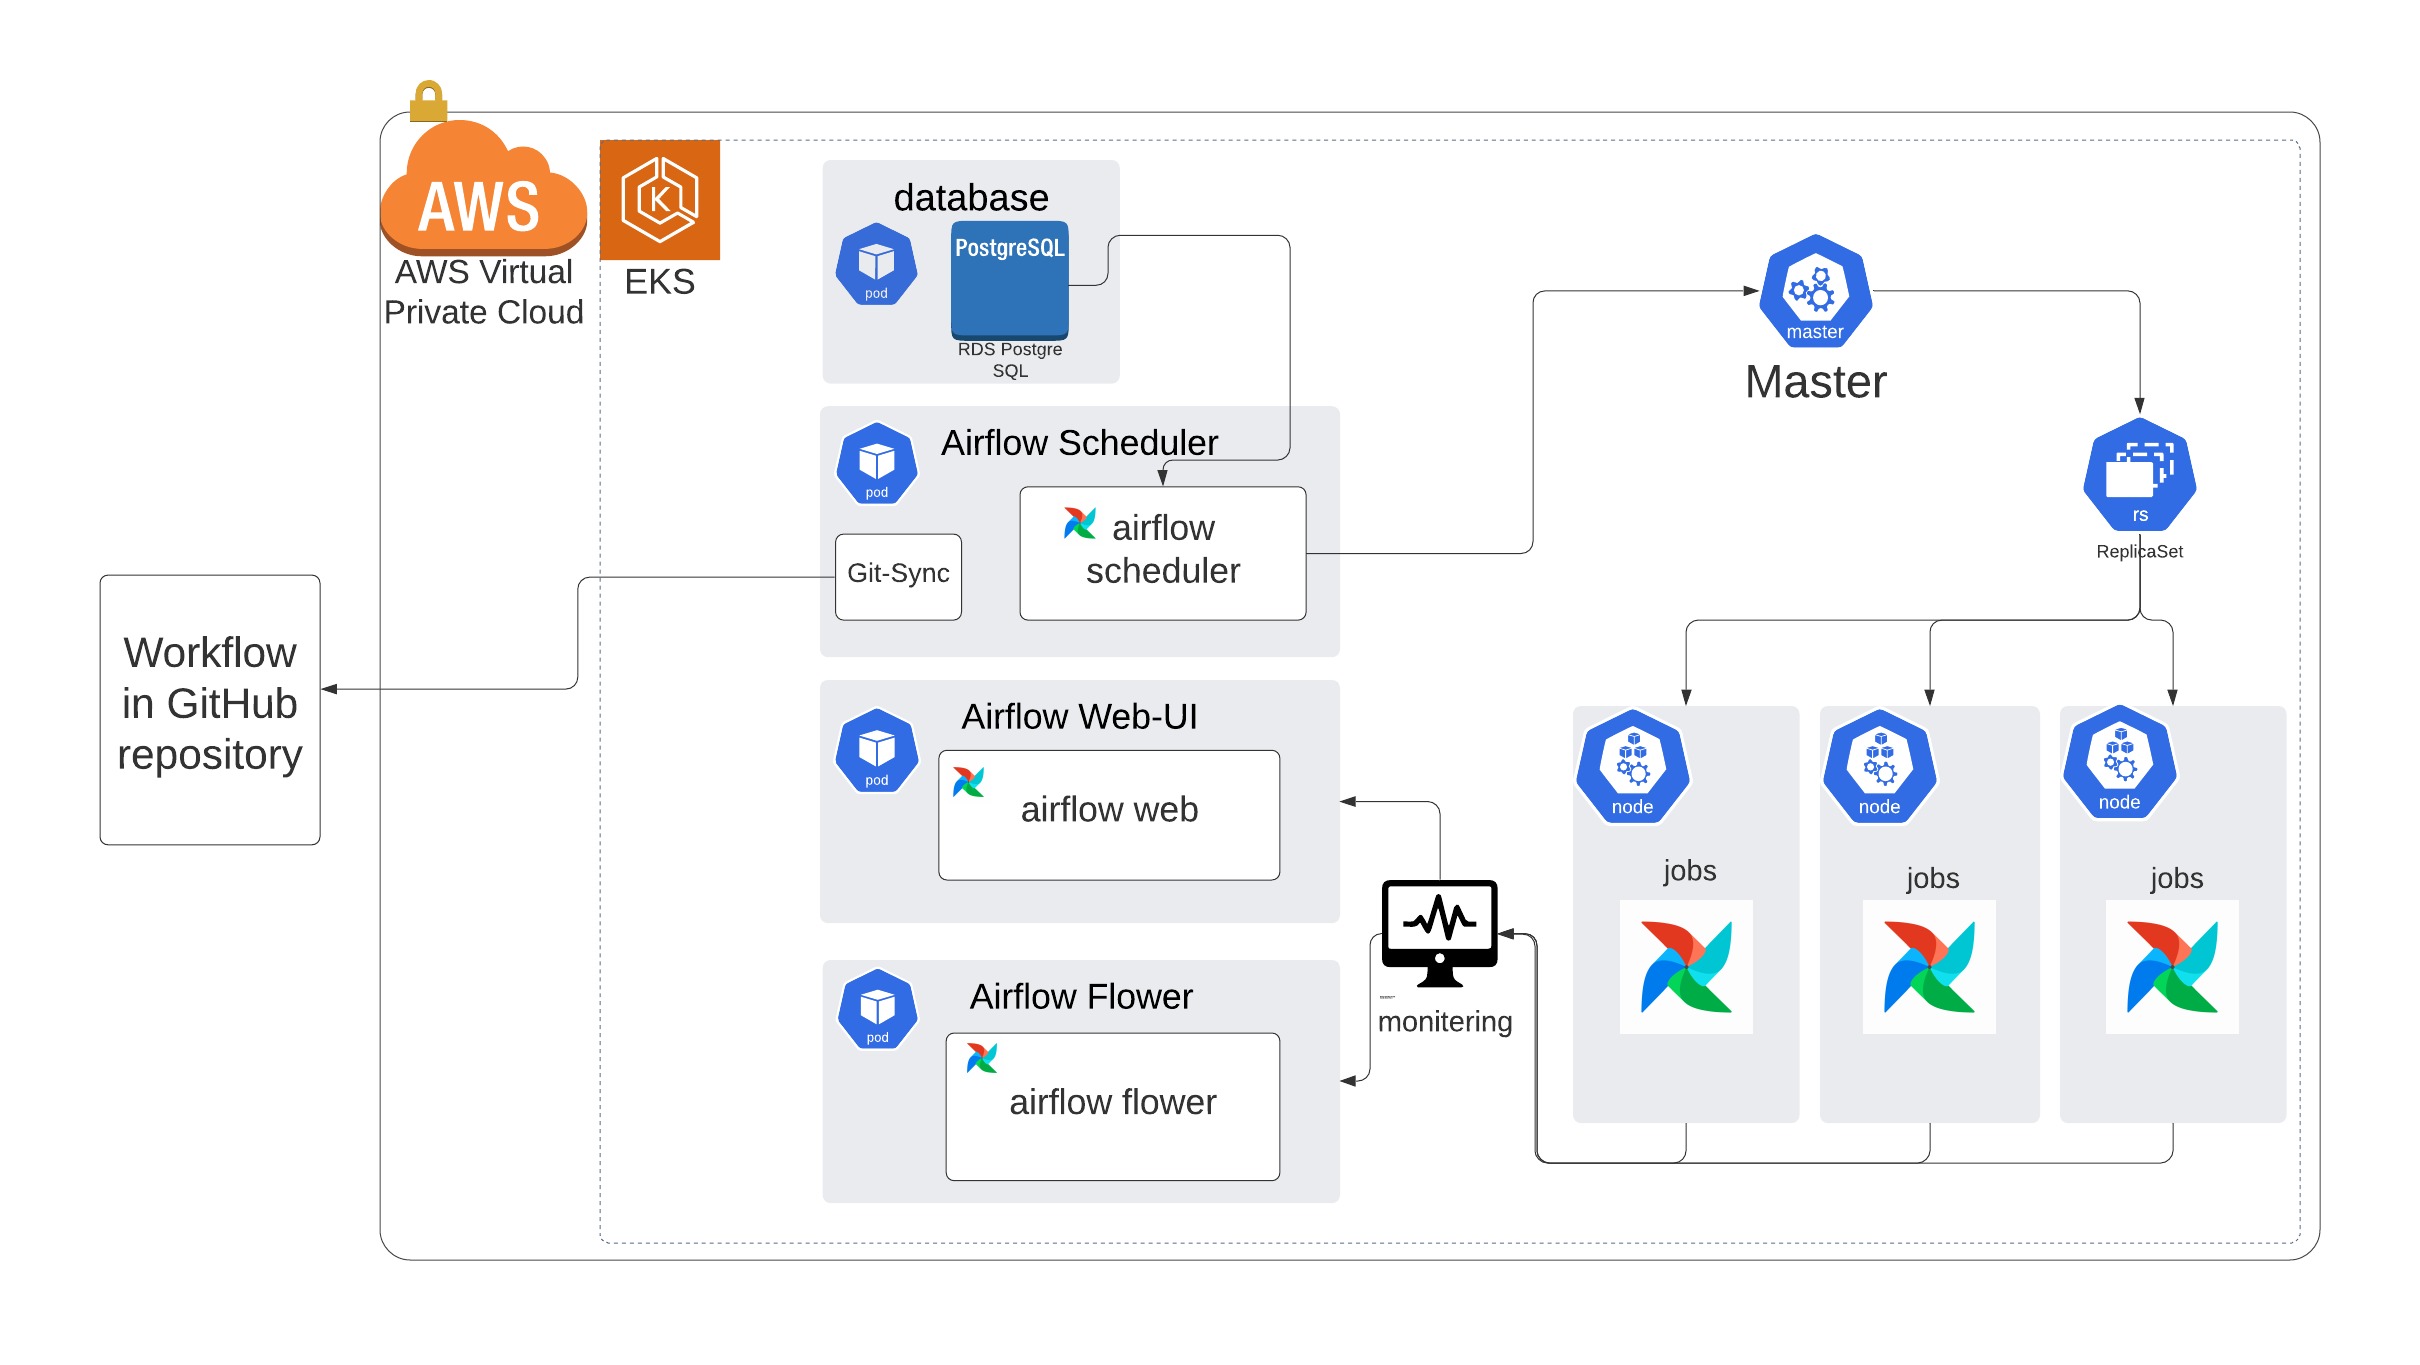 AWS
AWS Virtual
Private Cloud
K
EKS
database
pod
PostgreSQL
RDS Postgre
SQL
master
Master
Airflow Scheduler
pod
airflow
scheduler
Git-Sync
rs
ReplicaSet
Workflow
in GitHub
repository
Airflow Web-UI
pod
airflow web
node
node
node
jobs
jobs
jobs
Airflow Flower
pod
airflow flower
monitering